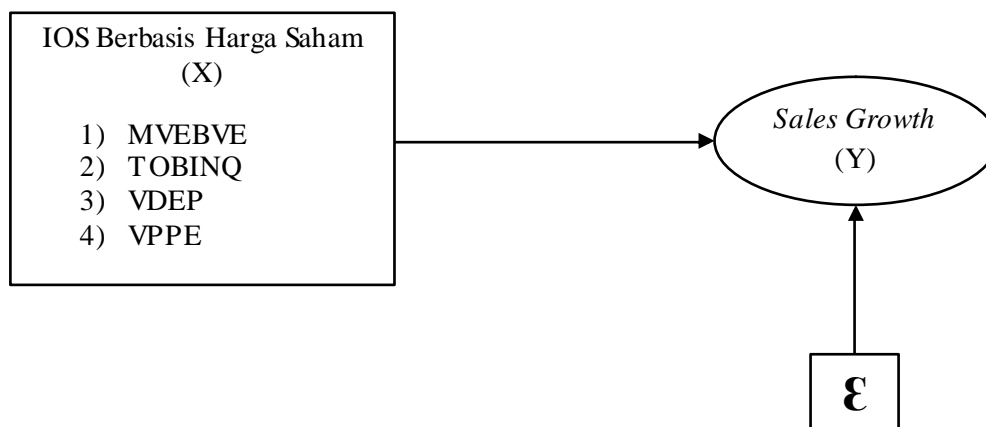 IOS Berbasis Harga Saham
(X)
1) MVEBVE
2) TOBINQ
3) VDEP
4) VPPE
Sales Growth
(Y)
ε